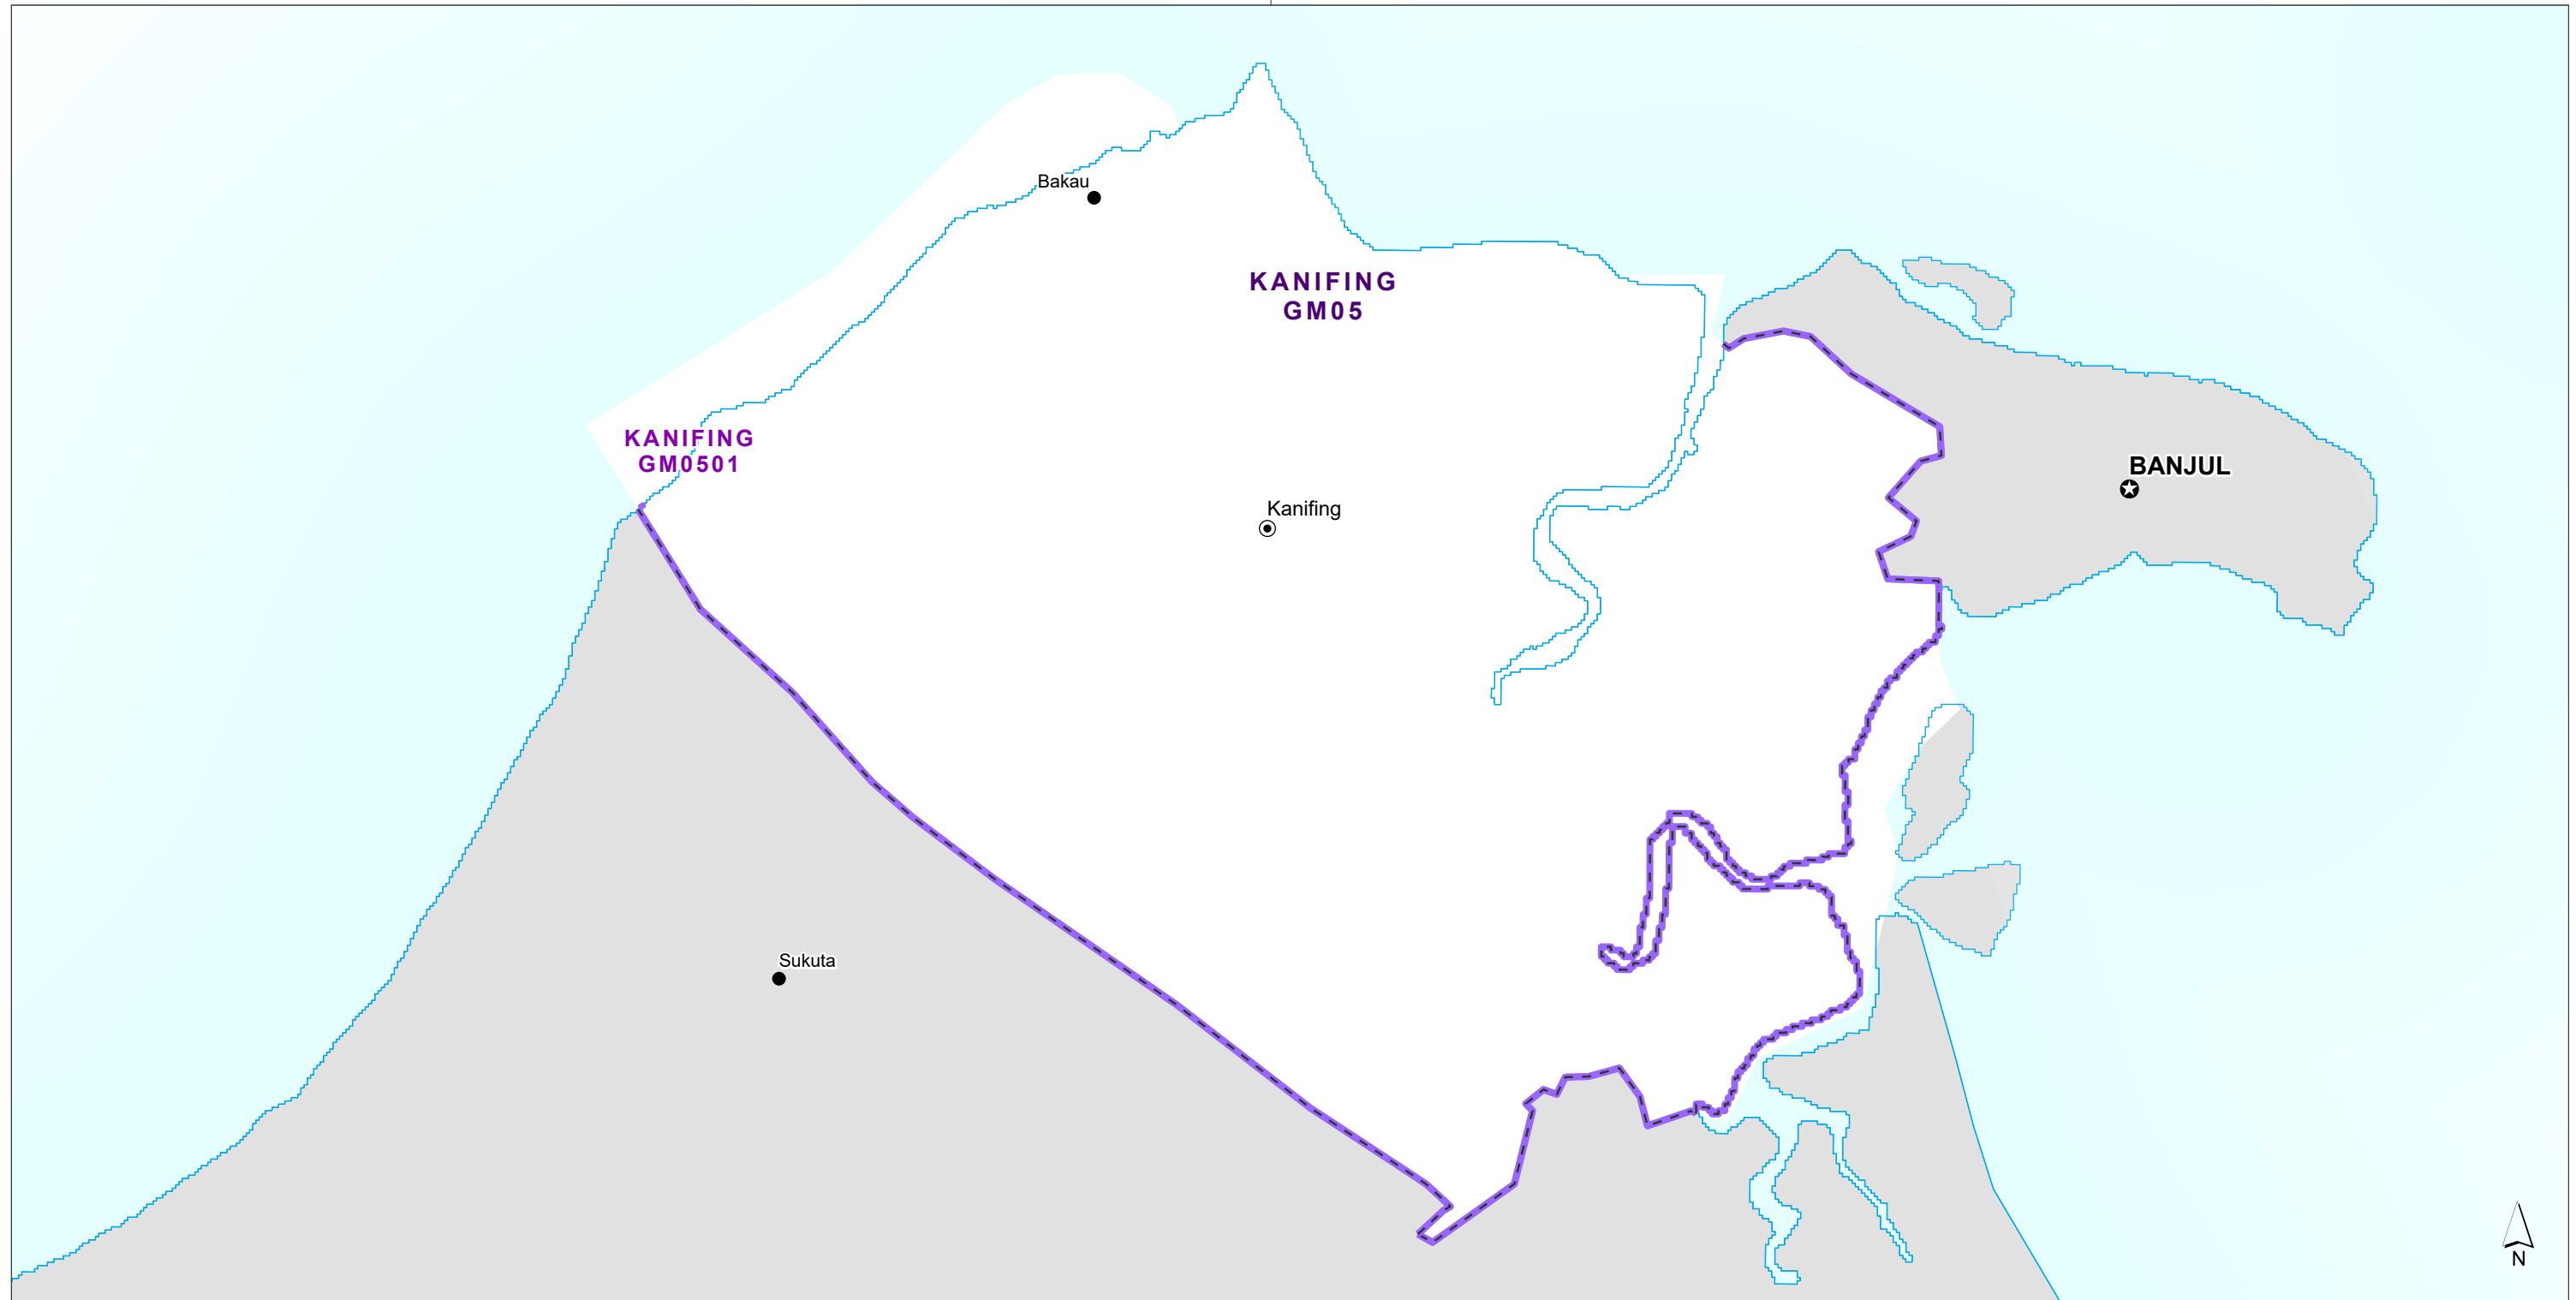 Bakau
KANIFING
GM05
KANIFING
GM0501
BANJUL
Kanifing
Sukuta
N